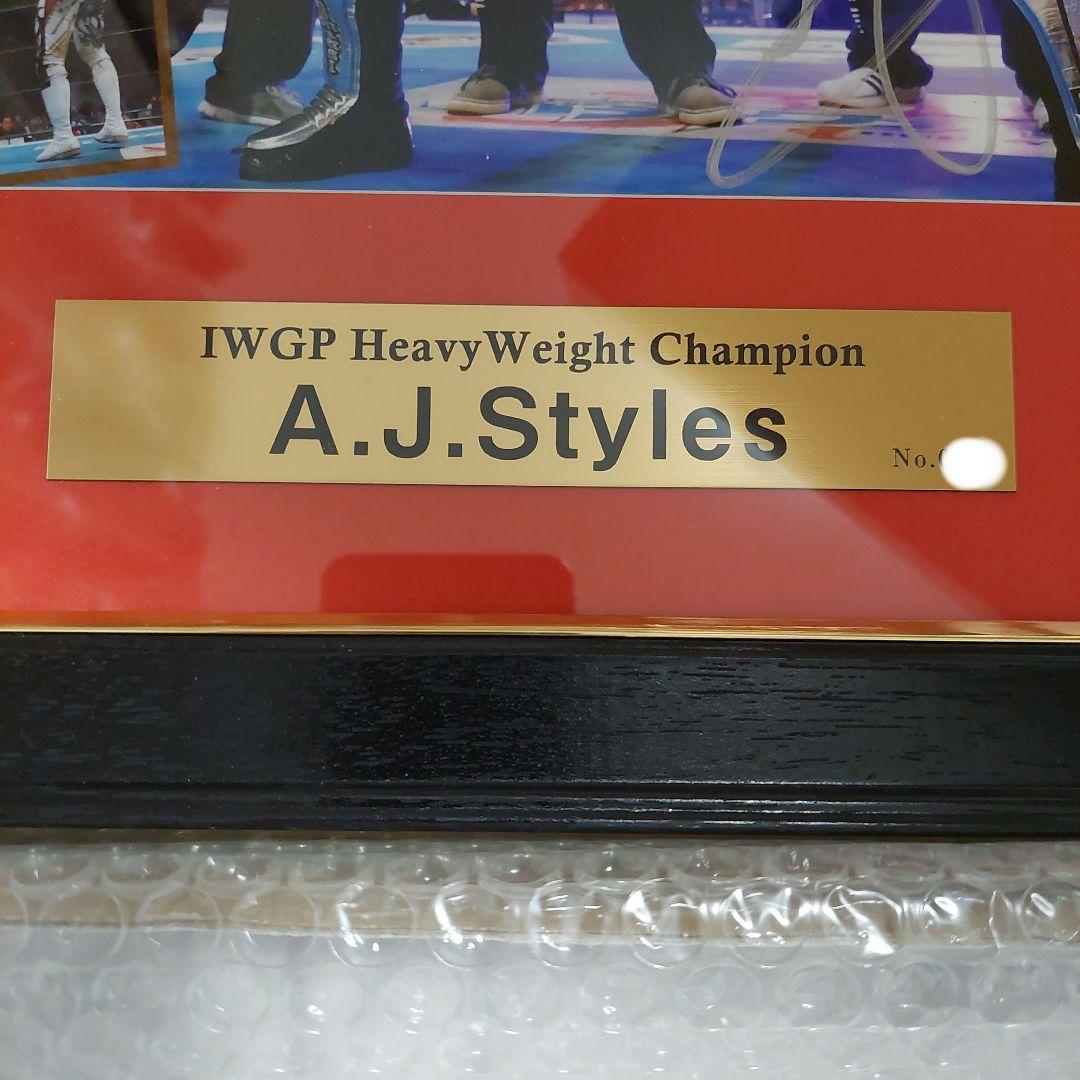 IWGP HeavyWeight Champion
A.J.Styles
No.